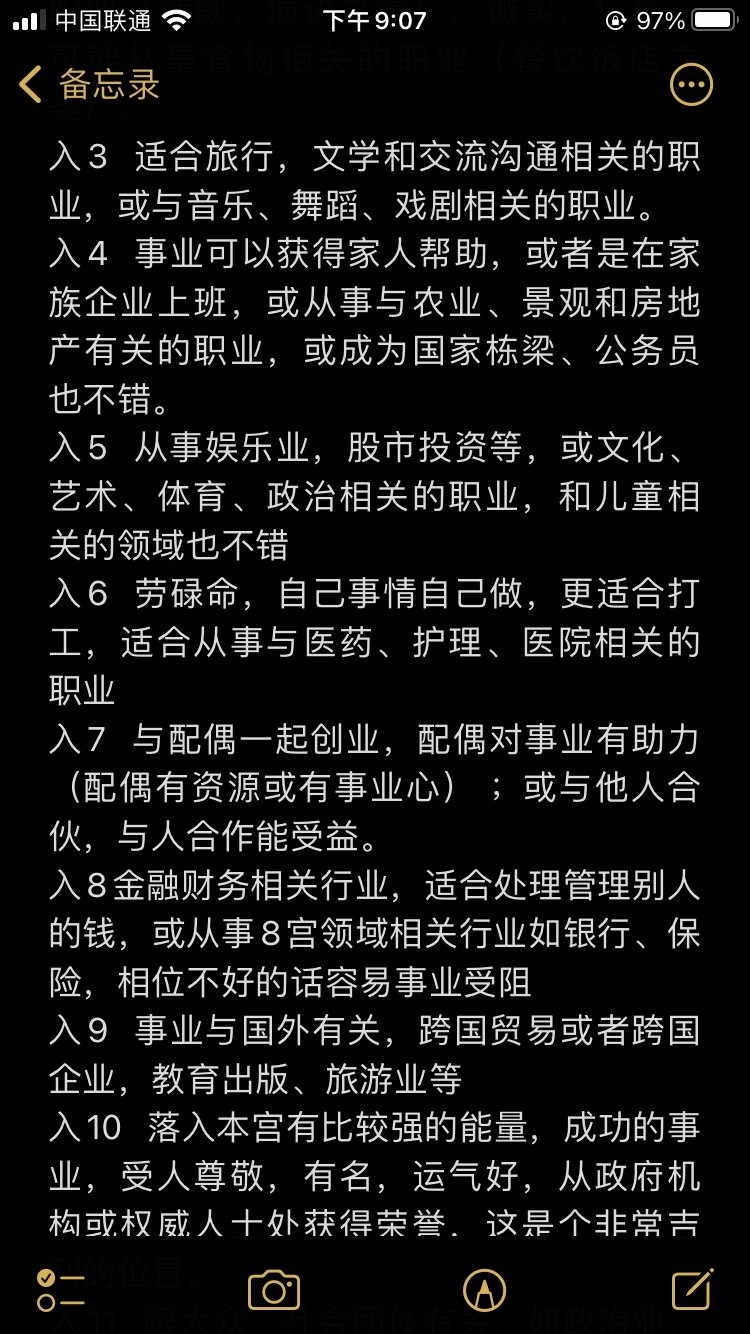 中国联通 下午9:07 97%
备忘录
入3 适合旅行，文学和交流沟通相关的职
业，或与音乐、舞蹈、戏剧相关的职业。
入4 事业可以获得家人帮助，或者是在家
族企业上班，或从事与农业、景观和房地
产有关的职业，或成为国家栋梁、公务员
也不错。
入5 从事娱乐业，股市投资等，或文化、
艺术、体育、政治相关的职业，和儿童相
关的领域也不错
入6 劳碌命，自己事情自己做，更适合打
工，适合从事与医药、护理、医院相关的
职业
入7 与配偶一起创业，配偶对事业有助力
（配偶有资源或有事业心）；或与他人合
伙，与人合作能受益。
入8金融财务相关行业，适合处理管理别人
的钱，或从事8宫领域相关行业如银行、保
险，相位不好的话容易事业受阻
入9 事业与国外有关，跨国贸易或者跨国
企业，教育出版、旅游业等
入10 落入本宫有比较强的能量，成功的事
业，受人尊敬，有名，运气好，从政府机
构或权威人士处获得荣誉，这是个非常吉
利的位置。